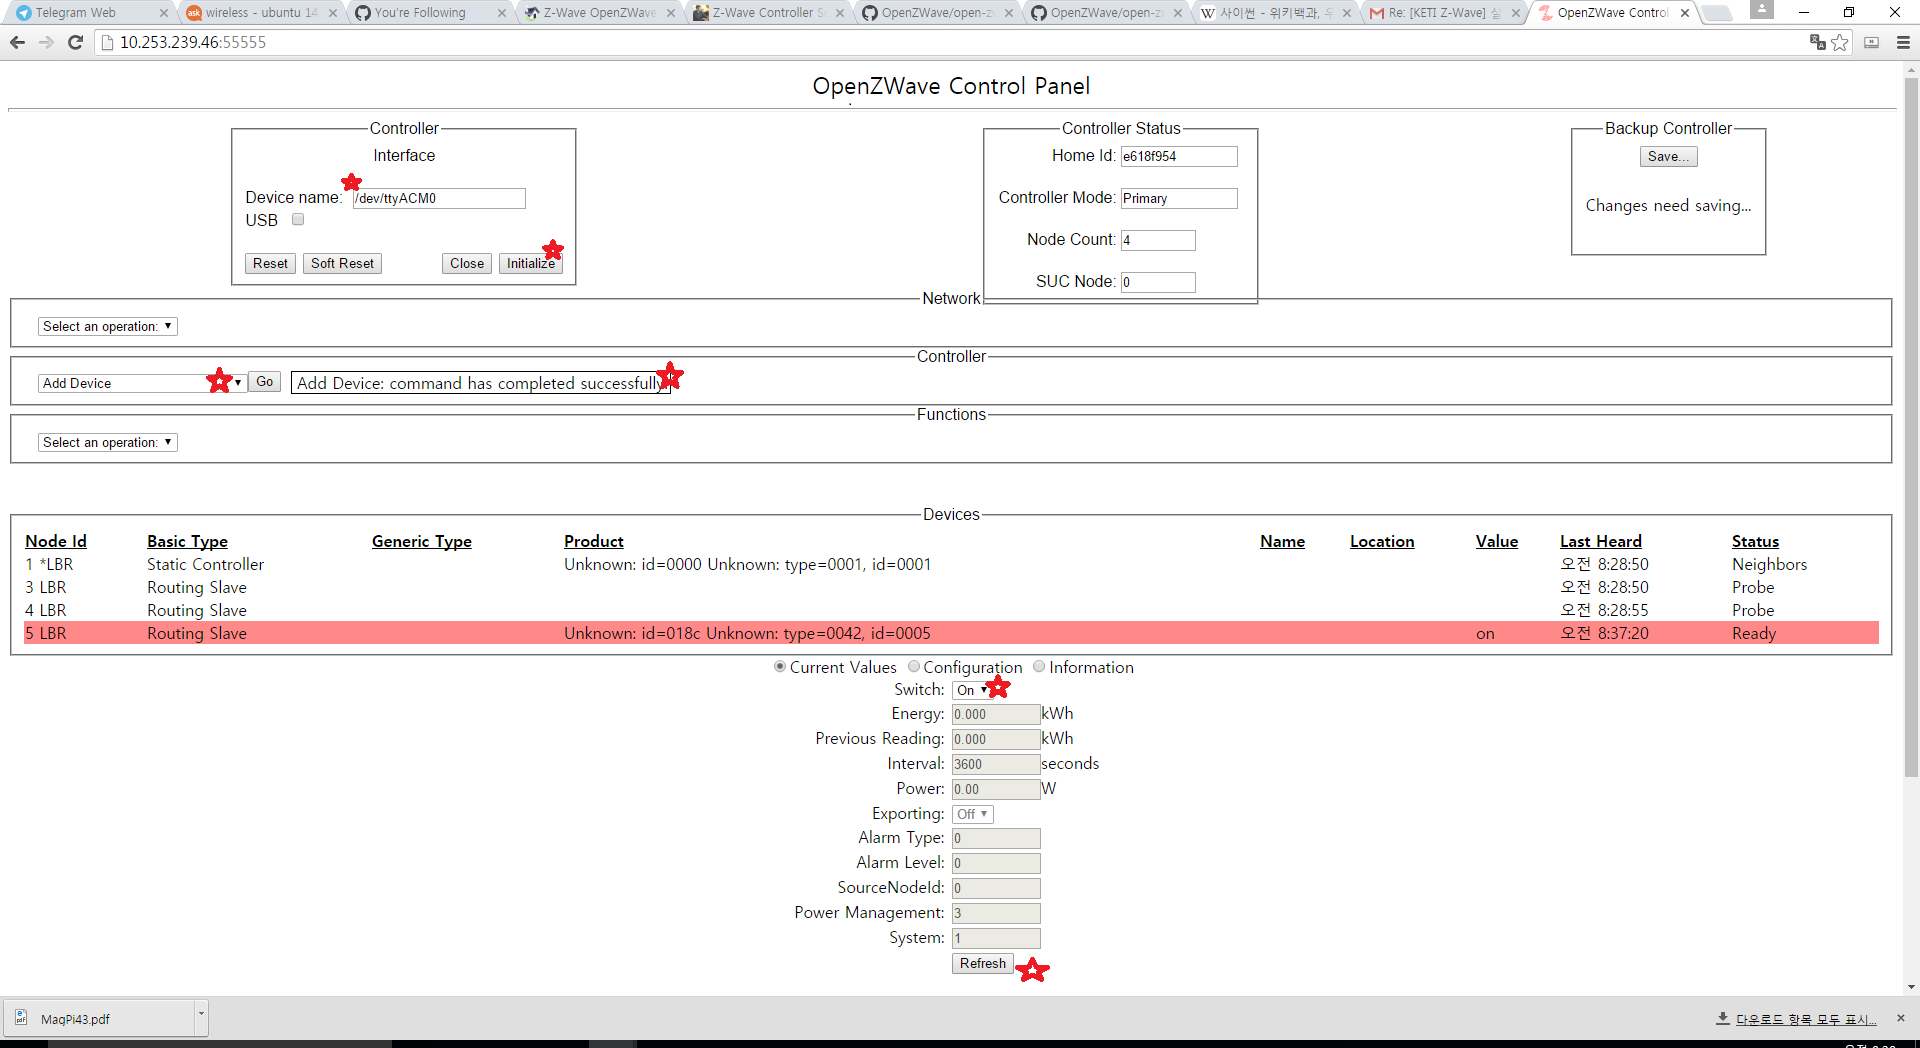 Telegram Web
wireless - ubuntu 14
You're Following
Z-Wave OpenZWave
Z-Wave Controller S
OpenZWave/open-z
OpenZWave/open-z
사이썬 - 위키백과,
Re: [KETI Z-Wave]
OpenZWave Control
10.253.239.46:55555
OpenZWave Control Panel
Controller
Interface
Device name: /dev/ttyACM0
USB
Reset Soft Reset Close Initialize
Controller Status
Home Id: e618f954
Controller Mode: Primary
Node Count: 4
SUC Node: 0
Backup Controller
Save...
Changes need saving...
Network
Select an operation:
Controller
Add Device Go Add Device: command has completed successfully
Functions
Select an operation:
Devices
Node Id Basic Type Generic Type Product Name Location Value Last Heard Status
1 *LBR Static Controller Unknown: id=0000 Unknown: type=0001, id=0001 오전 8:28:50 Neighbors
3 LBR Routing Slave 오전 8:28:50 Probe
4 LBR Routing Slave 오전 8:28:55 Probe
5 LBR Routing Slave Unknown: id=018c Unknown: type=0042, id=0005 on 오전 8:37:20 Ready
Current Values Configuration Information
Switch: On
Energy: 0.000 kWh
Previous Reading: 0.000 kWh
Interval: 3600 seconds
Power: 0.00 W
Exporting: Off
Alarm Type: 0
Alarm Level: 0
SourceNodeId: 0
Power Management: 3
System: 1
Refresh
MagPi43.pdf
다운로드 항목 모두 표시...